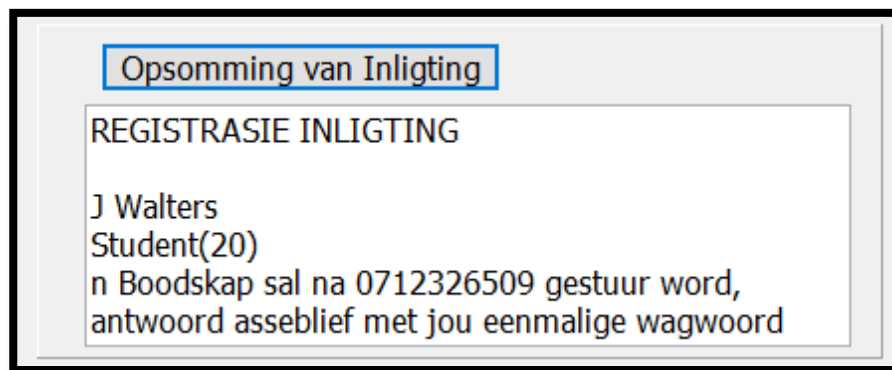 Opsomming van Inligting
REGISTRASIE INLIGTING
J Walters
Student(20)
n Boodskap sal na 0712326509 gestuur word,
antwoord asseblief met jou eenmalige wagwoord